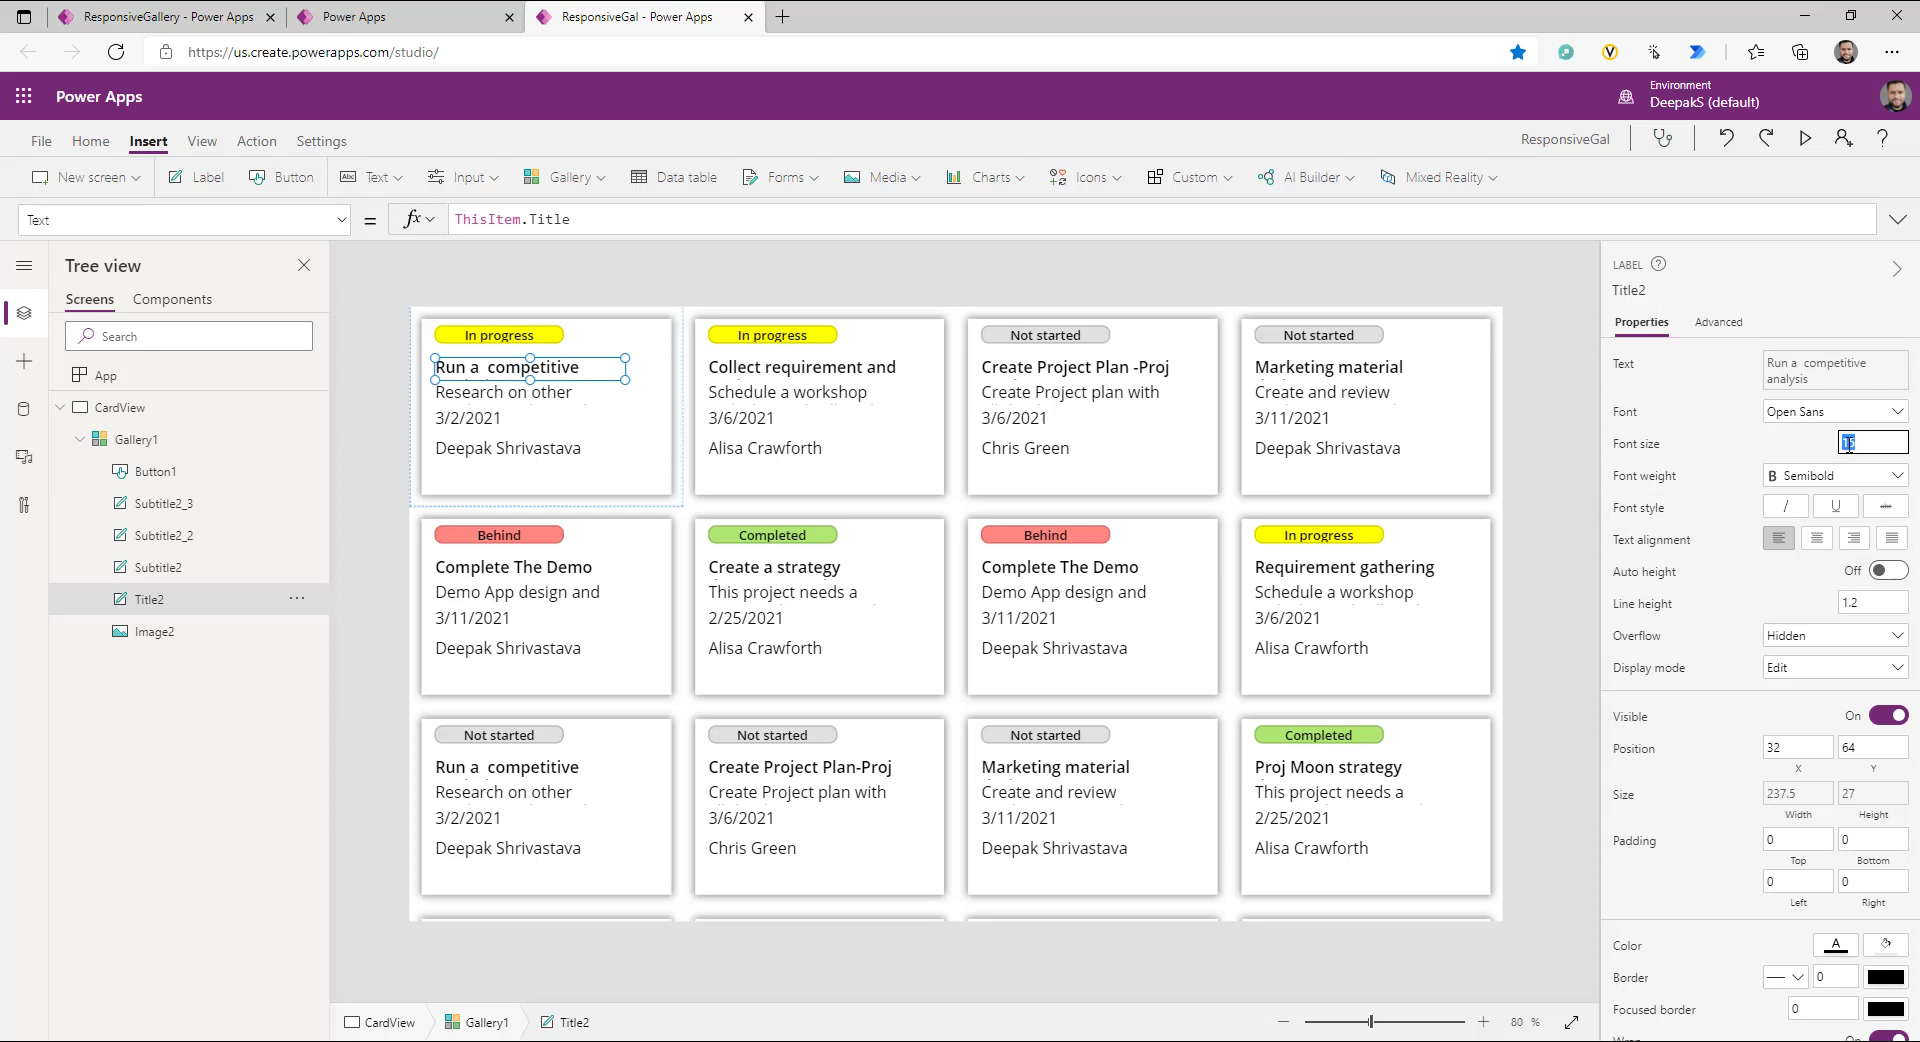 ResponsiveGallery - Power Apps
Power Apps
ResponsiveGal - Power Apps
https://us.create.powerapps.com/studio/
Power Apps
Environment
DeepakS (default)
File Home Insert View Action Settings
ResponsiveGal
New screen Label Button Text Input Gallery Data table Forms Media Charts Icons Custom AI Builder Mixed Reality
Text = fx ThisItem.Title
Tree view
Screens Components
Search
App
CardView
Gallery1
Button1
Subtitle2_3
Subtitle2_2
Subtitle2
Title2 ...
Image2
In progress
Run a competitive
Research on other
3/2/2021
Deepak Shrivastava
In progress
Collect requirement and
Schedule a workshop
3/6/2021
Alisa Crawforth
Not started
Create Project Plan -Proj
Create Project plan with
3/6/2021
Chris Green
Not started
Marketing material
Create and review
3/11/2021
Deepak Shrivastava
Behind
Complete The Demo
Demo App design and
3/11/2021
Deepak Shrivastava
Completed
Create a strategy
This project needs a
2/25/2021
Alisa Crawforth
Behind
Complete The Demo
Demo App design and
3/11/2021
Deepak Shrivastava
In progress
Requirement gathering
Schedule a workshop
3/6/2021
Alisa Crawforth
Not started
Run a competitive
Research on other
3/2/2021
Deepak Shrivastava
Not started
Create Project Plan-Proj
Create Project plan with
3/6/2021
Chris Green
Not started
Marketing material
Create and review
3/11/2021
Deepak Shrivastava
Completed
Proj Moon strategy
This project needs a
2/25/2021
Alisa Crawforth
CardView Gallery1 Title2
80 %
LABEL
Title2
Properties Advanced
Text Run a competitive
analysis
Font Open Sans
Font size 15
Font weight B Semibold
Font style / U abc
Text alignment
Auto height Off
Line height 1.2
Overflow Hidden
Display mode Edit
Visible On
Position 32 64
X Y
Size 237.5 27
Width Height
Padding 0 0
Top Bottom
0 0
Left Right
Color A
Border 0
Focused border 0